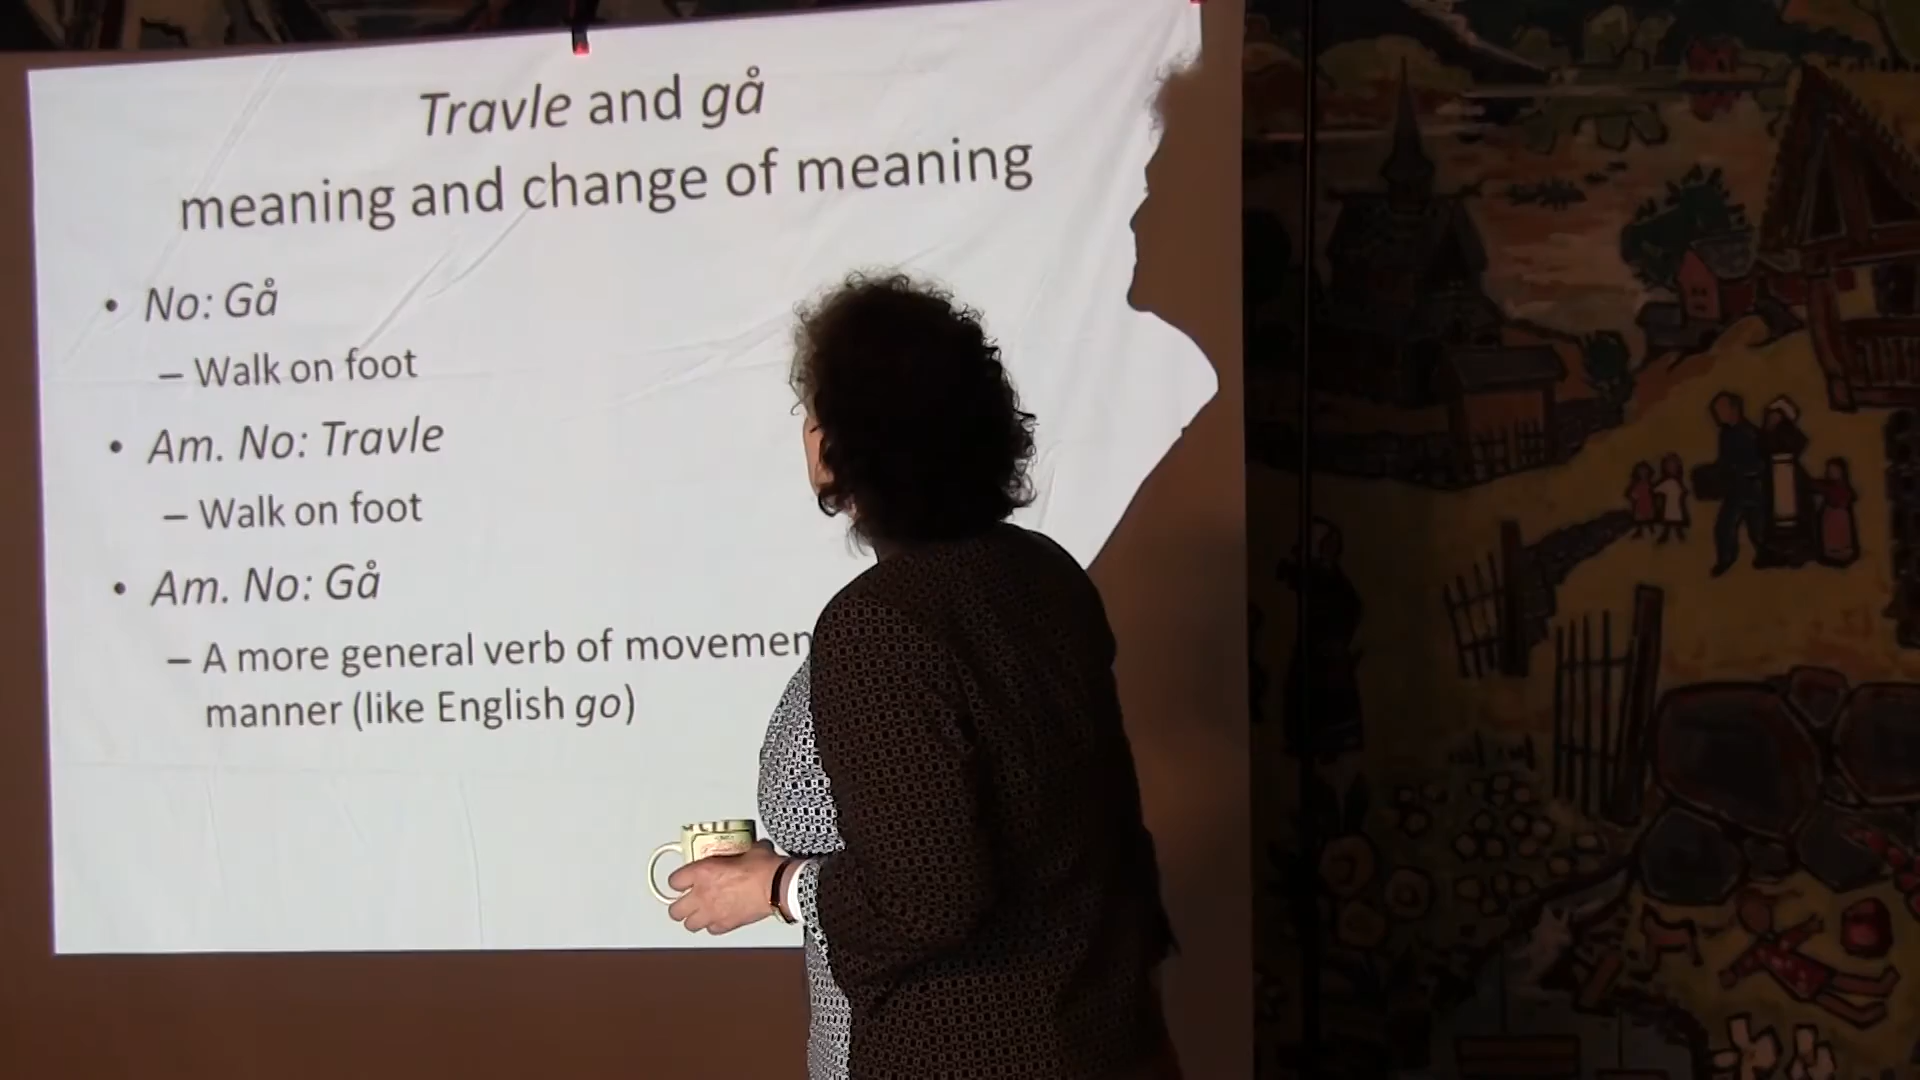 Travle and gå
meaning and change of meaning
• No: Gå
– Walk on foot
• Am. No: Travle
– Walk on foot
• Am. No: Gå
– A more general verb of movemen
manner (like English go)